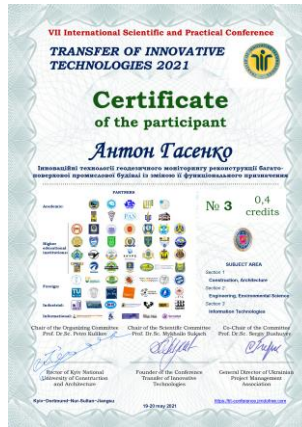 VII International Scientific and Practical Conference
TRANSFER OF INNOVATIVE
TECHNOLOGIES 2021
Certificate
of the participant
Антон Гасенко
Інноваційні технології геодезичного моніторингу реконструкції багато-
поверхової промислової будівлі із зміною її функціонального призначення
PARTNERS
Academic
Higher
educational
institutions
Foreign
Industrial
Informational
№ 3
0,4
credits
SUBJECT AREA
Section 1
Construction, Architecture
Section 2
Engineering, Environmental Science
Section 3
Information Technologies
Chair of the Organizing Committee
Prof. Dr.Sc. Petro Kulikov
Rector of Kyiv National
University of Construction
and Architecture
Chair of the Scientific Committee
Prof. Dr.Sc. Mykhailo Sukach
Founder of the Conference
Transfer of Innovative
Technologies
Co-Chair of the Committee
Prof. Dr.Sc. Sergiy Bushuyev
General Director of Ukrainian
Project Management
Association
Kyiv-Dortmund-Nur-Sultan-Jiangsu
19-20 may 2021